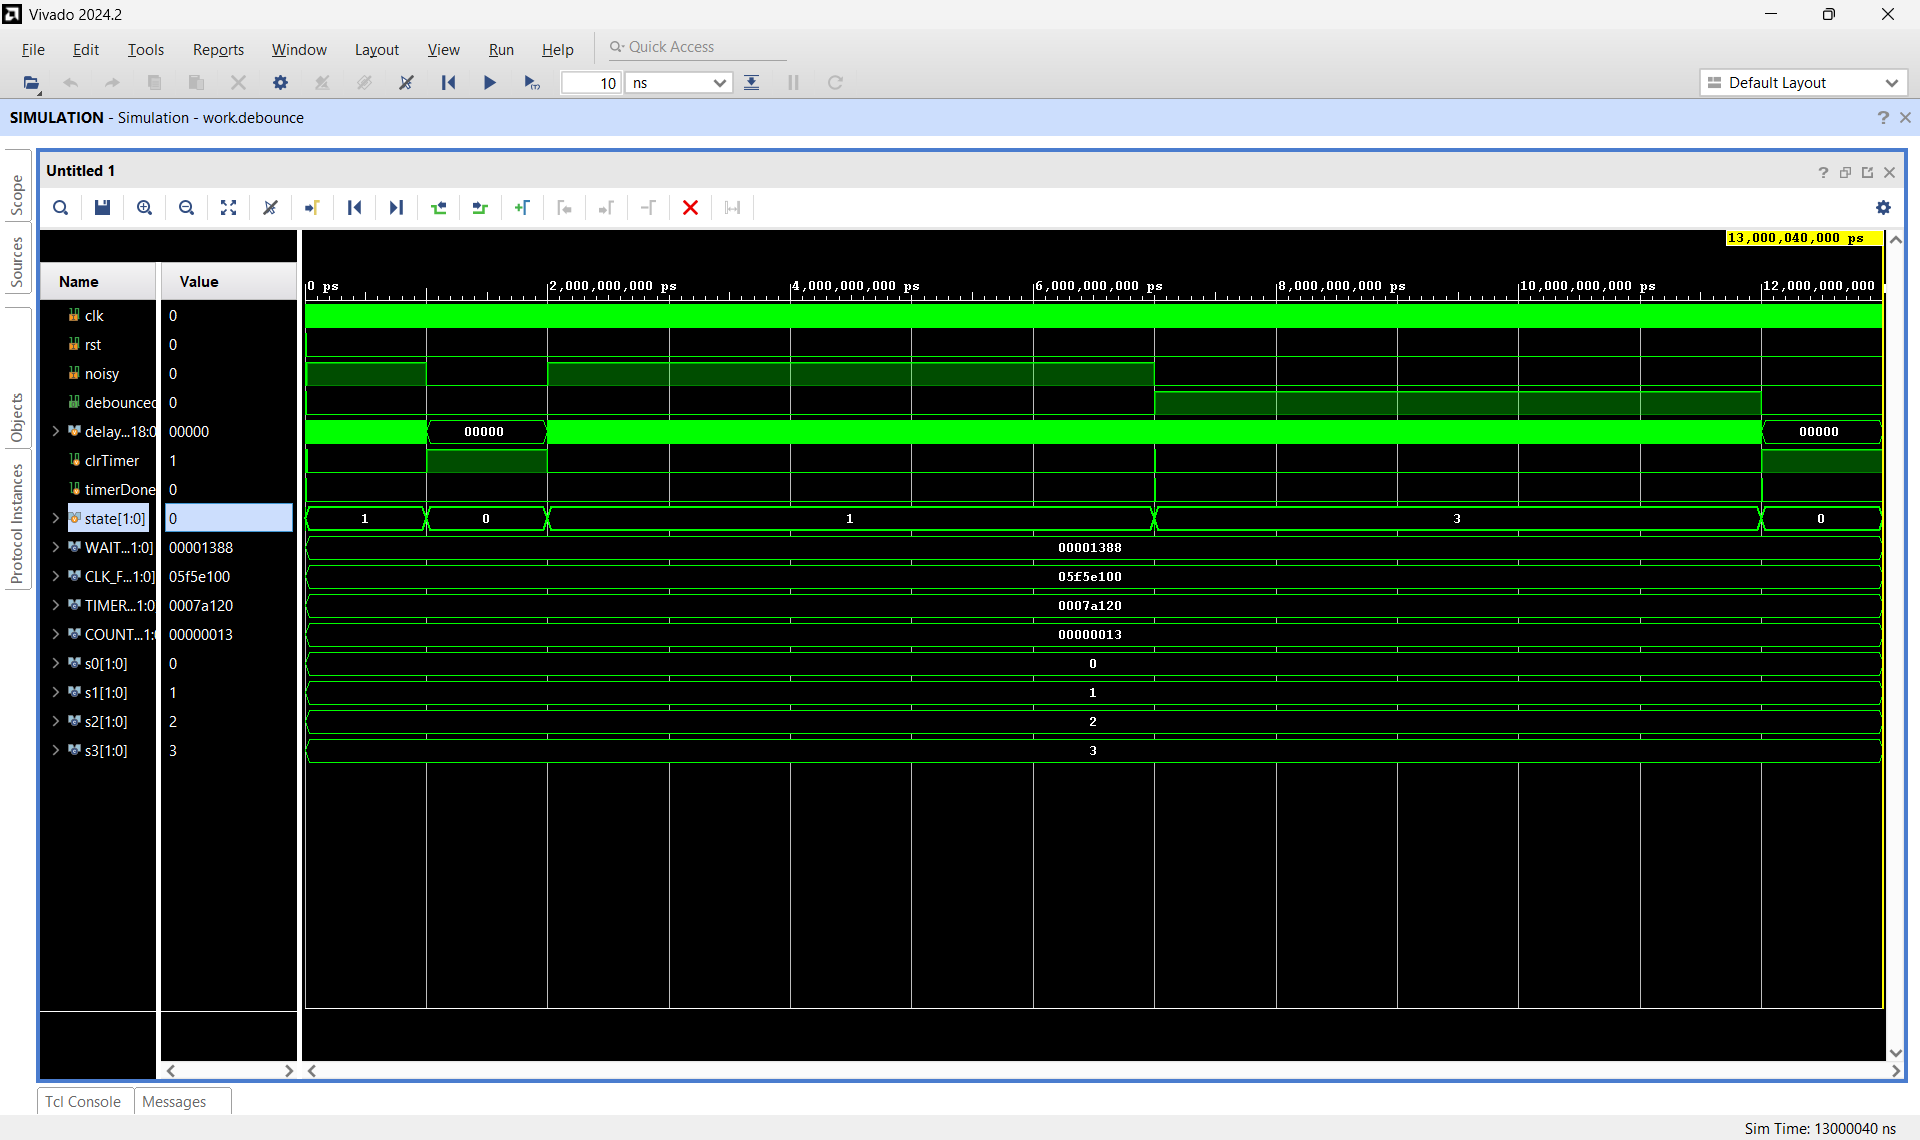 Vivado 2024.2
File Edit Tools Reports Window Layout View Run Help Quick Access
10 ns Default Layout
SIMULATION - Simulation - work.debounce
Scope
Sources
Objects
Protocol Instances
Untitled 1
13,000,040,000 ps
Name Value
0 ps 2,000,000,000 ps 4,000,000,000 ps 6,000,000,000 ps 8,000,000,000 ps 10,000,000,000 ps 12,000,000,000
clk 0
rst 0
noisy 0
debounced 0
delay...18:0 00000 00000 00000
clrTimer 1
timerDone 0
state[1:0] 0 1 0 1 3 0
WAIT...1:0] 00001388 00001388
CLK_F...1:0] 05f5e100 05f5e100
TIMER...1:0 0007a120 0007a120
COUNT...1:0 00000013 00000013
s0[1:0] 0 0
s1[1:0] 1 1
s2[1:0] 2 2
s3[1:0] 3 3
Tcl Console Messages
Sim Time: 13000040 ns